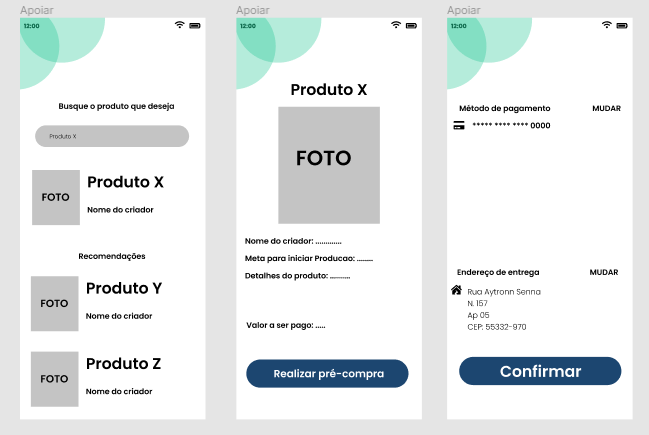 Apoiar
12:00
Busque o produto que deseja
Produto X
FOTO
Produto X
Nome do criador
Recomendações
FOTO
Produto Y
Nome do criador
FOTO
Produto Z
Nome do criador
Apoiar
12:00
Produto X
FOTO
Nome do criador: .............
Meta para iniciar Producao: ........
Detalhes do produto: ..........
Valor a ser pago: .....
Realizar pré-compra
Apoiar
12:00
Método de pagamento MUDAR
***** **** **** 0000
Endereço de entrega MUDAR
Rua Aytronn Senna
N. 157
Ap 05
CEP: 55332-970
Confirmar